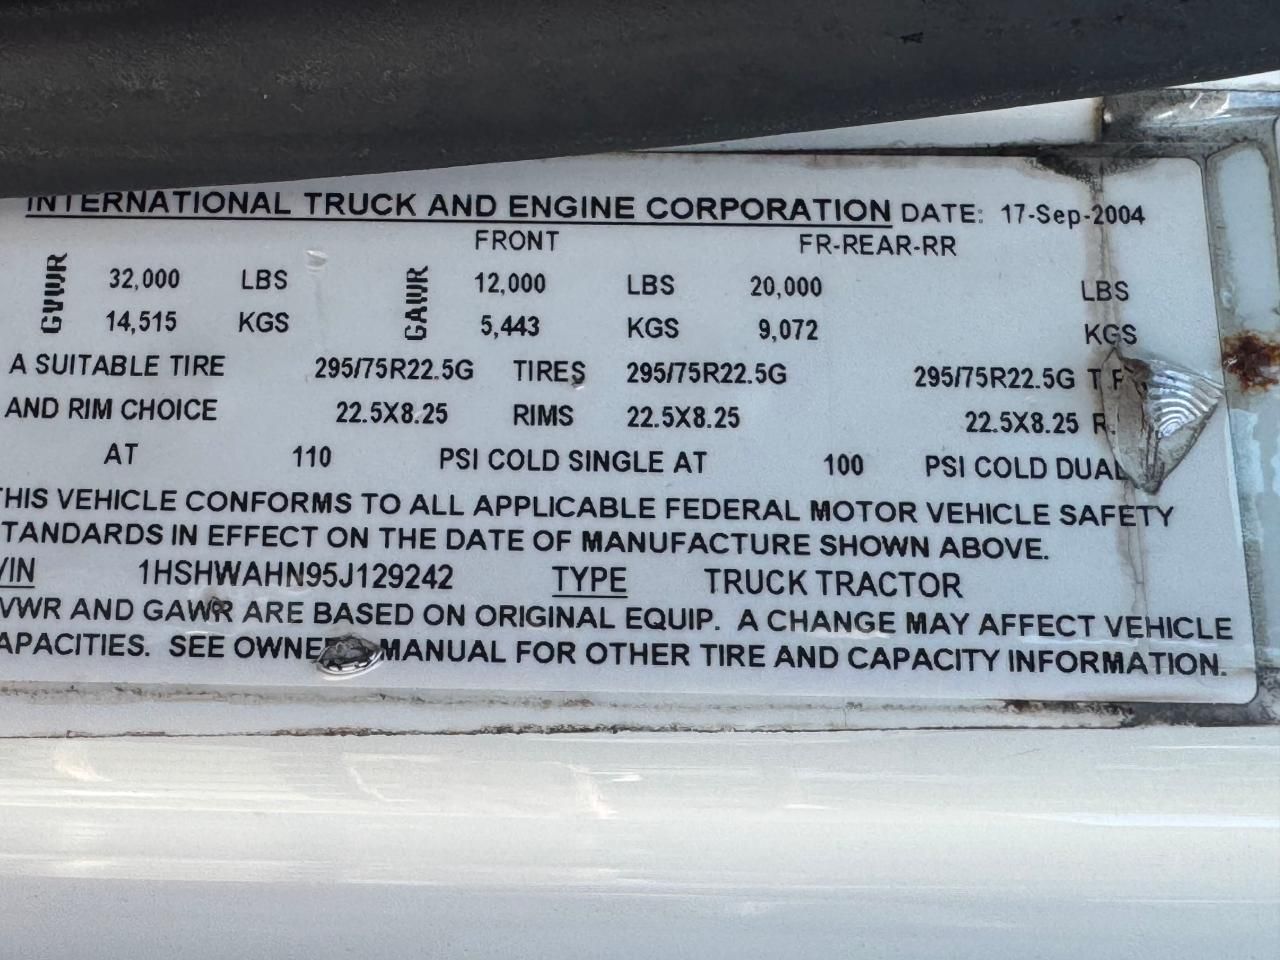 INTERNATIONAL TRUCK AND ENGINE CORPORATION DATE: 17-Sep-2004
FRONT FR-REAR-RR
GVWR 32,000 LBS GAWR 12,000 LBS 20,000 LBS
14,515 KGS 5,443 KGS 9,072 KGS
A SUITABLE TIRE 295/75R22.5G TIRES 295/75R22.5G 295/75R22.5G
AND RIM CHOICE 22.5X8.25 RIMS 22.5X8.25 22.5X8.25
AT 110 PSI COLD SINGLE AT 100 PSI COLD DUAL
THIS VEHICLE CONFORMS TO ALL APPLICABLE FEDERAL MOTOR VEHICLE SAFETY
TANDARDS IN EFFECT ON THE DATE OF MANUFACTURE SHOWN ABOVE.
VIN 1HSHWAHN95J129242 TYPE TRUCK TRACTOR
VWR AND GAWR ARE BASED ON ORIGINAL EQUIP. A CHANGE MAY AFFECT VEHICLE
APACITIES. SEE OWNE MANUAL FOR OTHER TIRE AND CAPACITY INFORMATION.